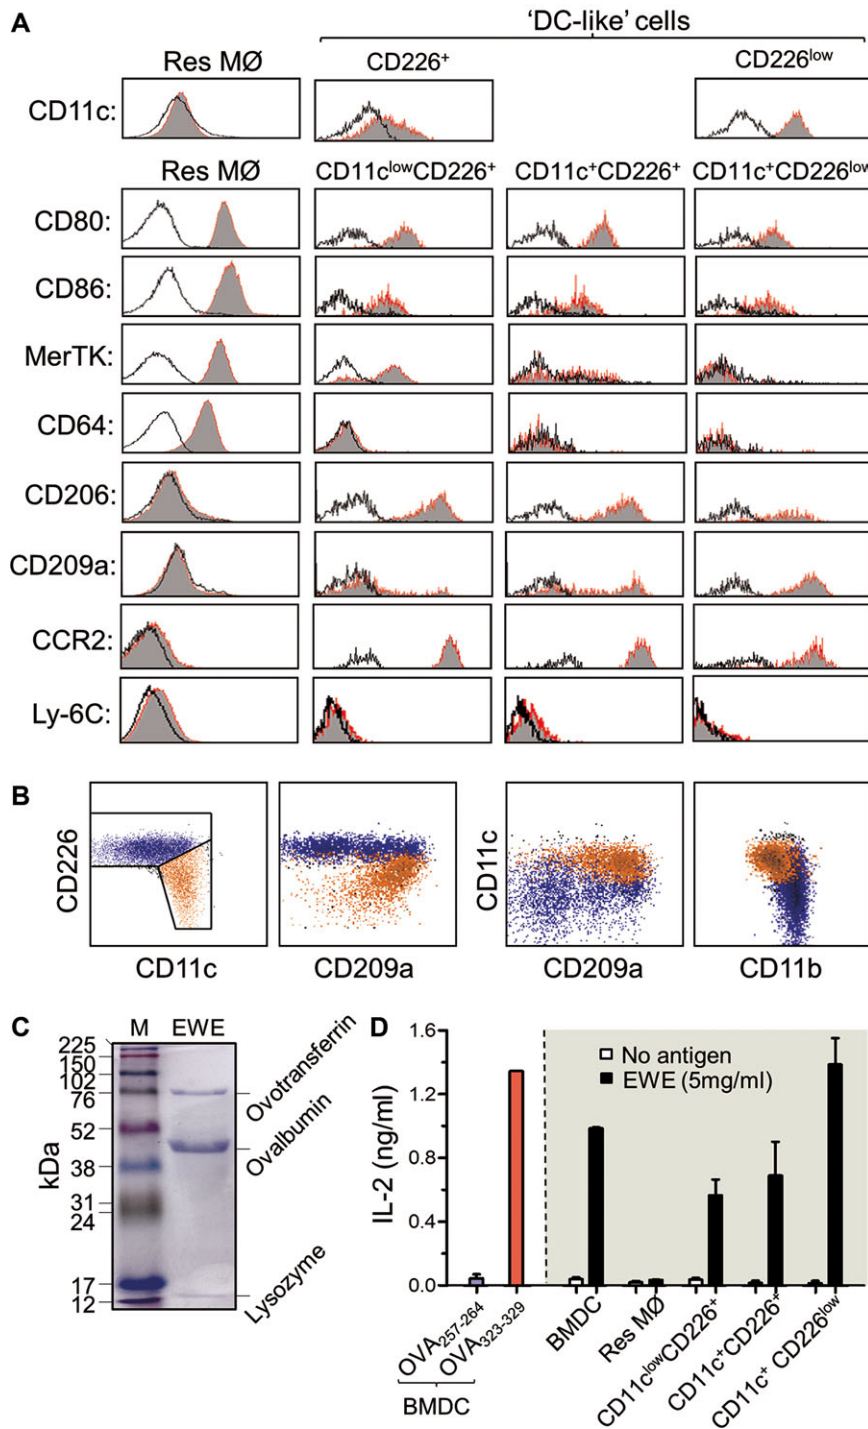 A
'DC-like' cells
Res MØ
CD226⁺
CD226ˡᵒʷ
CD11c:
Res MØ
CD11cˡᵒʷCD226⁺
CD11c⁺CD226⁺
CD11c⁺CD226ˡᵒʷ
CD80:
CD86:
MerTK:
CD64:
CD206:
CD209a:
CCR2:
Ly-6C:
B
CD226
CD11c
CD11c
CD209a
CD209a
CD11b
C
M EWE
kDa
225
150
102
76
52
38
31
24
17
12
Ovotransferrin
Ovalbumin
Lysozyme
D
IL-2 (ng/ml)
1.6
1.2
0.8
0.4
0.0
No antigen
EWE (5mg/ml)
OVA₂₅₇₋₂₆₄
OVA₃₂₃₋₃₂₉
BMDC
BMDC
Res MØ
CD11cˡᵒʷCD226⁺
CD11c⁺CD226⁺
CD11c⁺ CD226ˡᵒʷ